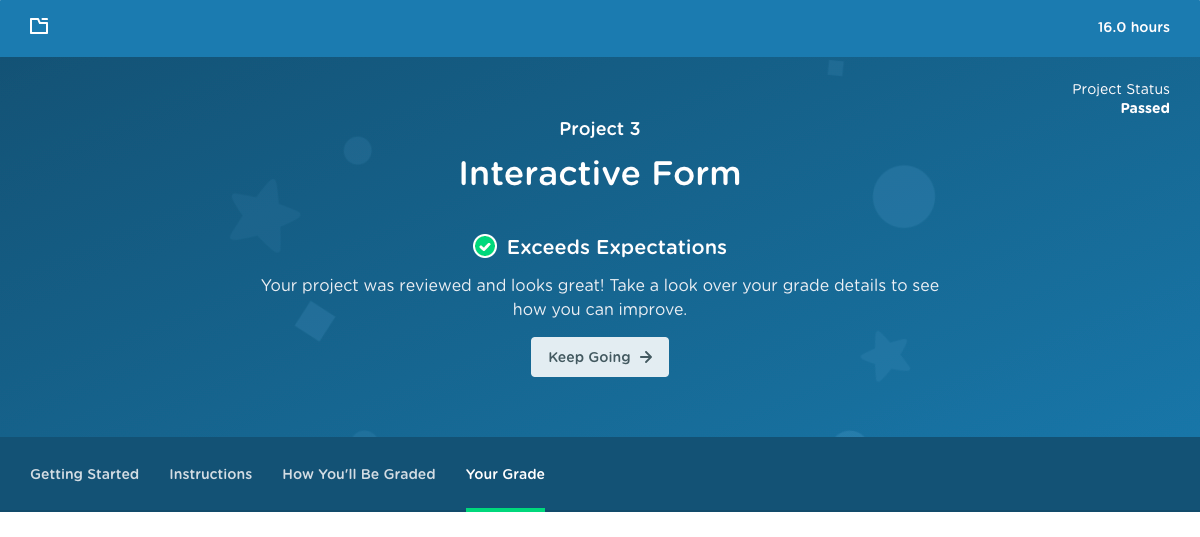 16.0 hours
Project Status
Passed
Project 3
Interactive Form
Exceeds Expectations
Your project was reviewed and looks great! Take a look over your grade details to see
how you can improve.
Keep Going
Getting Started
Instructions
How You'll Be Graded
Your Grade